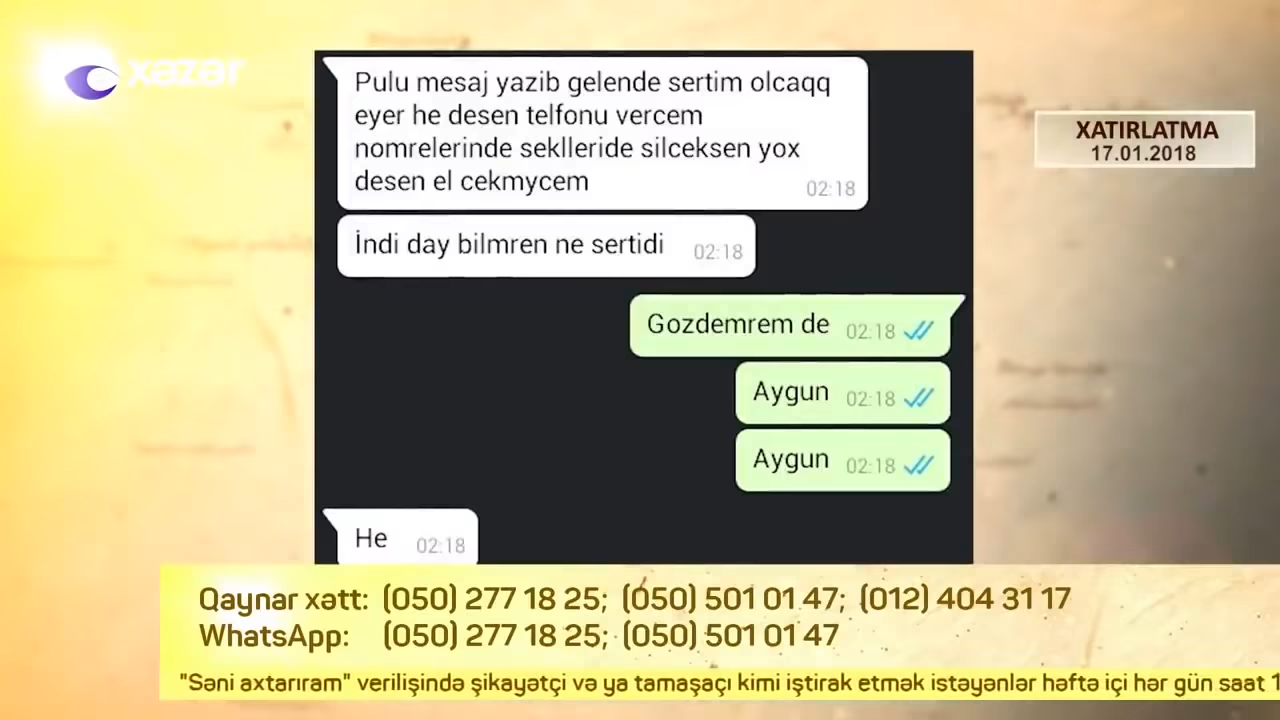 xəzər
Pulu mesaj yazib gelende sertim olcaqq
eyer he desen telfonu vercem
nomrelerinde seklleride silceksen yox
desen el cekmycem
02:18
İndi day bilmren ne sertidi 02:18
Gozdemrem de 02:18
Aygun 02:18
Aygun 02:18
He 02:18
XATIRLATMA
17.01.2018
Qaynar xətt: (050) 277 18 25; (050) 501 01 47; (012) 404 31 17
WhatsApp: (050) 277 18 25; (050) 501 01 47
"Səni axtarıram" verilişində şikayətçi və ya tamaşaçı kimi iştirak etmək istəyənlər həftə içi hər gün saat 1